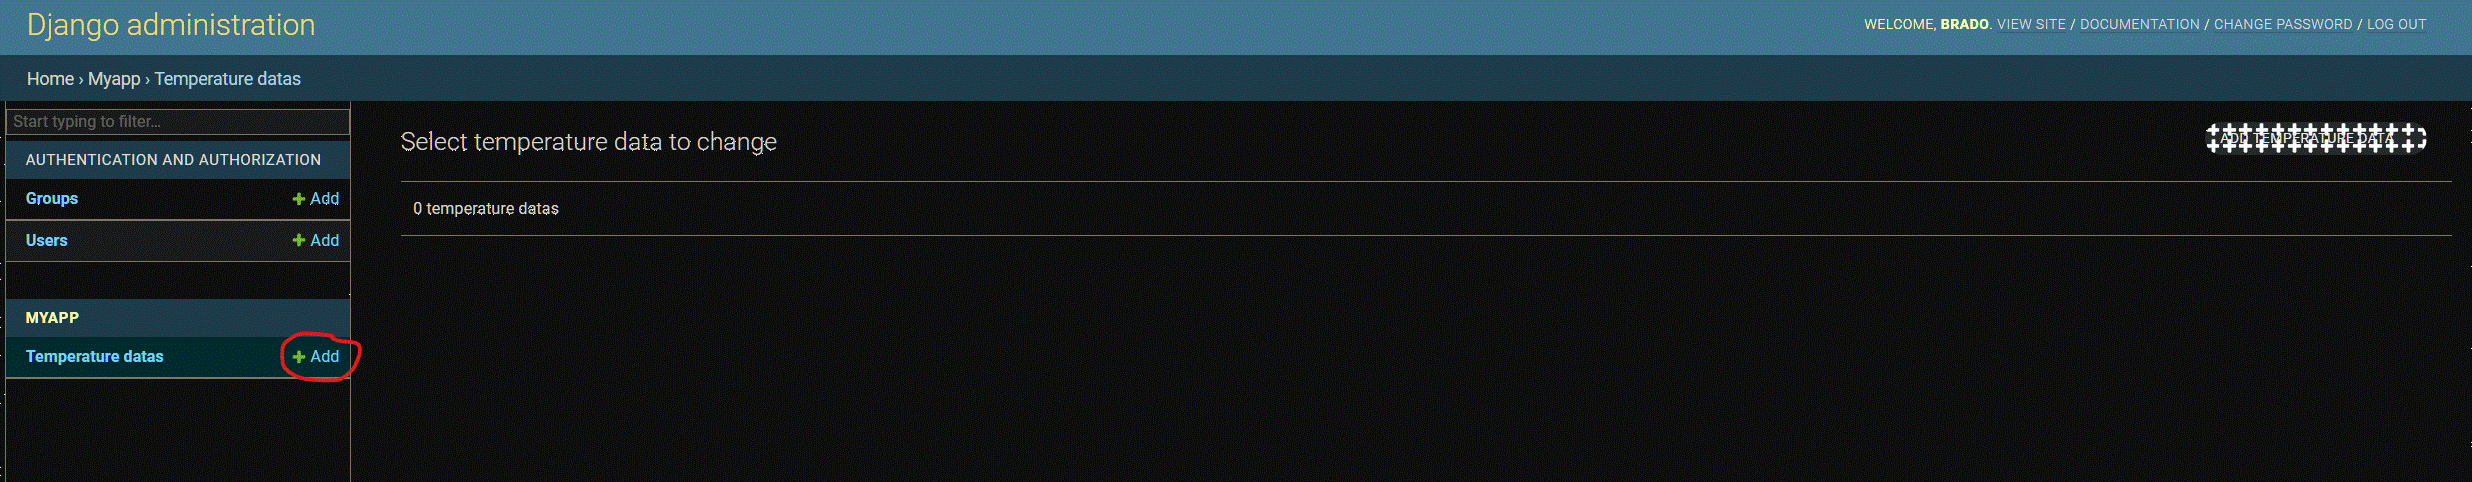 Django administration
WELCOME, BRADO. VIEW SITE / DOCUMENTATION / CHANGE PASSWORD / LOG OUT
Home › Myapp › Temperature datas
Start typing to filter...
AUTHENTICATION AND AUTHORIZATION
Groups + Add
Users + Add
MYAPP
Temperature datas + Add
Select temperature data to change
ADD TEMPERATURE DATA
0 temperature datas